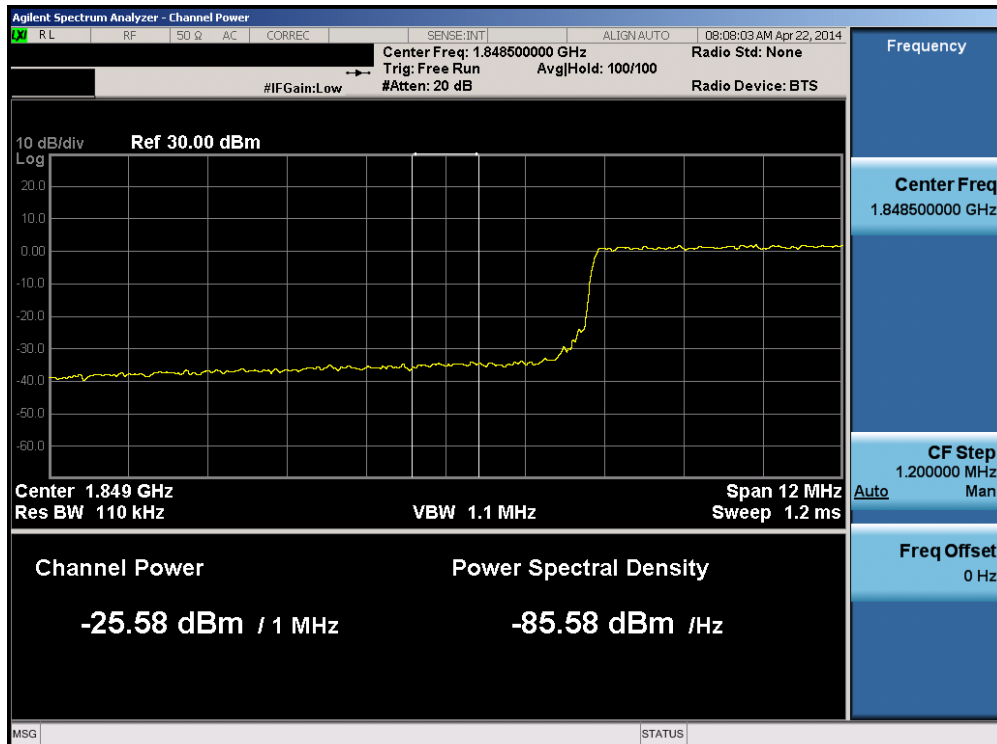 Agilent Spectrum Analyzer - Channel Power
LXI RL RF 50 Ω AC CORREC SENSE:INT ALIGN AUTO 08:08:03 AM Apr 22, 2014
Center Freq: 1.848500000 GHz Radio Std: None
Trig: Free Run Avg|Hold: 100/100
#IFGain:Low #Atten: 20 dB Radio Device: BTS
10 dB/div Ref 30.00 dBm
Log
20.0
10.0
0.00
-10.0
-20.0
-30.0
-40.0
-50.0
-60.0
Center 1.849 GHz Span 12 MHz
Res BW 110 kHz VBW 1.1 MHz Sweep 1.2 ms
Channel Power Power Spectral Density
-25.58 dBm / 1 MHz -85.58 dBm /Hz
Frequency
Center Freq
1.848500000 GHz
CF Step
1.200000 MHz
Auto Man
Freq Offset
0 Hz
MSG STATUS